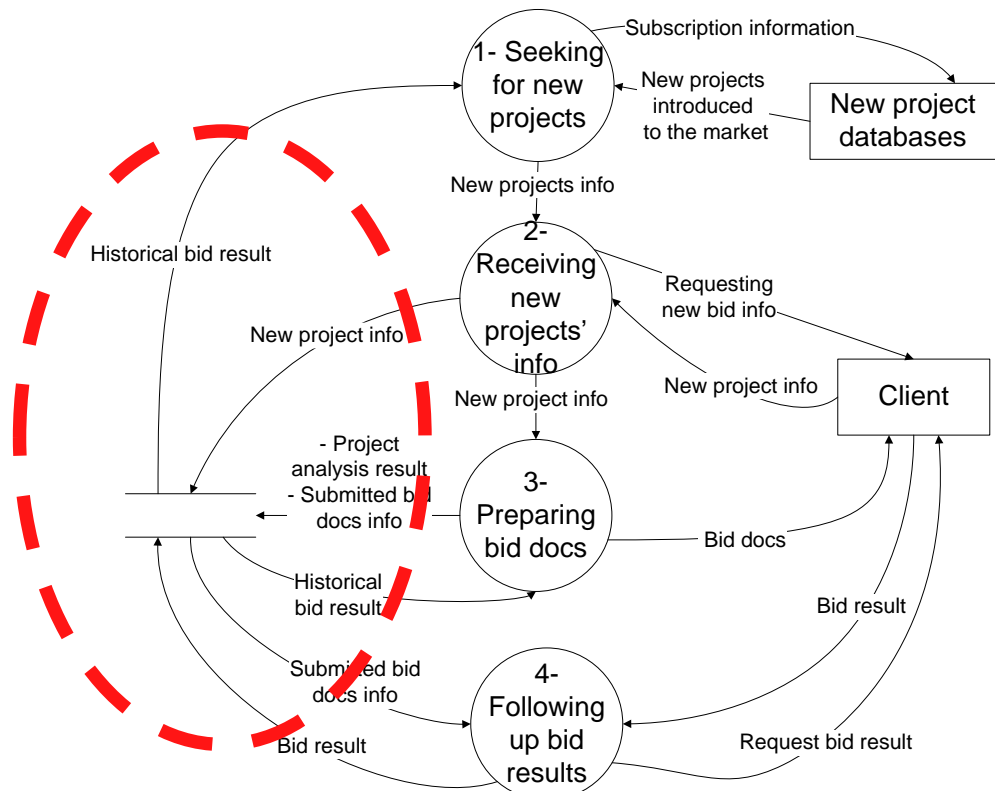 Subscription information
1- Seeking
for new
projects
New projects
introduced
to the market
New project
databases
New projects info
Historical bid result
2-
Receiving
new
projects'
info
Requesting
new bid info
New project info
New project info
Client
New project info
- Project
analysis result
- Submitted bid
docs info
3-
Preparing
bid docs
Bid docs
Historical
bid result
Bid result
Submitted bid
docs info
4-
Following
up bid
results
Bid result
Request bid result